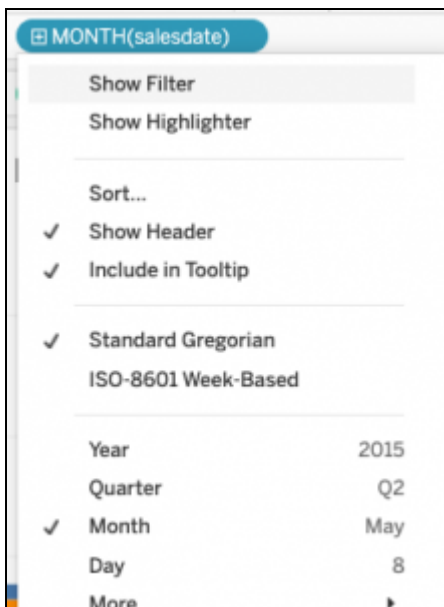 MONTH(salesdate)
Show Filter
Show Highlighter
Sort...
Show Header
Include in Tooltip
Standard Gregorian
ISO-8601 Week-Based
Year 2015
Quarter Q2
Month May
Day 8
More